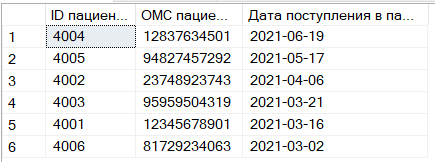 ID пациен... ОМС пацие... Дата поступления в па...
1 4004 12837634501 2021-06-19
2 4005 94827457292 2021-05-17
3 4002 23748923743 2021-04-06
4 4003 95959504319 2021-03-21
5 4001 12345678901 2021-03-16
6 4006 81729234063 2021-03-02